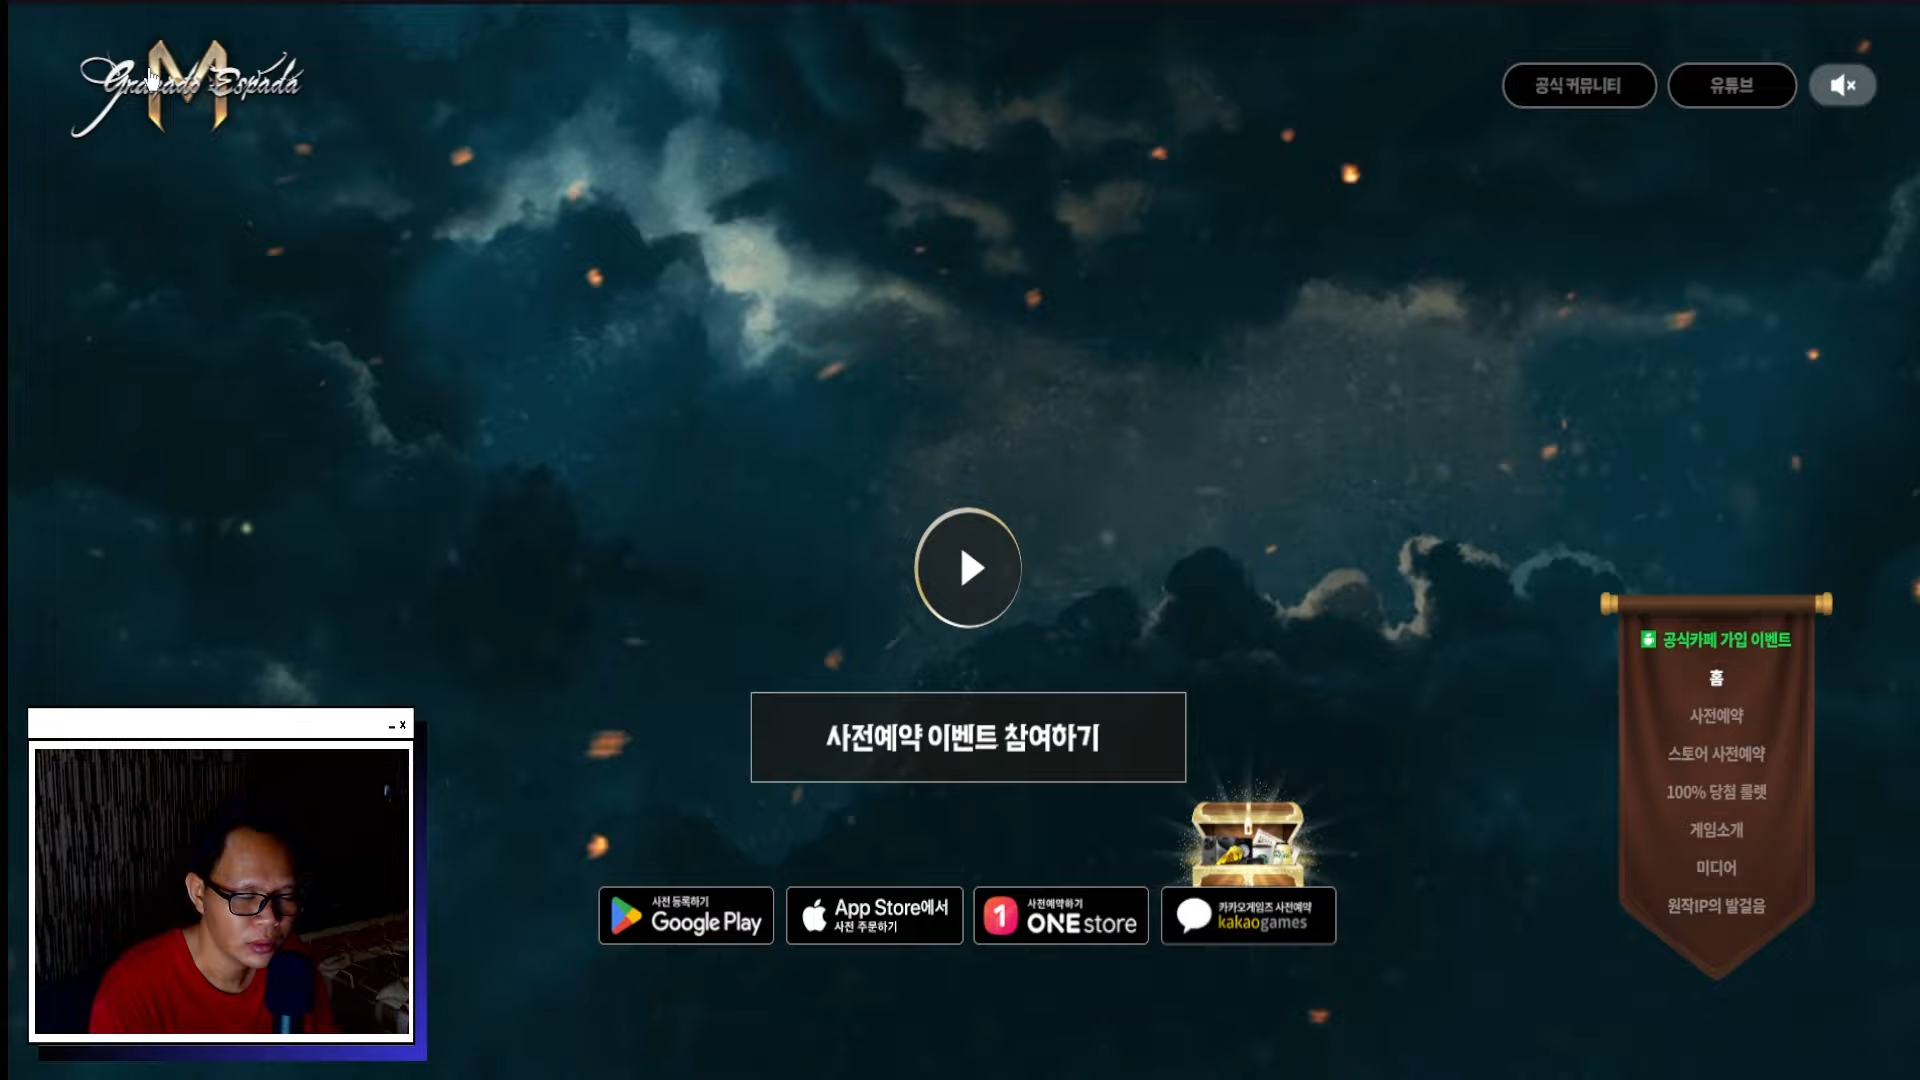 Granado Espada
M
공식 커뮤니티
유튜브
사전예약 이벤트 참여하기
사전 등록하기
Google Play
App Store에서
사전 주문하기
사전예약하기
ONE store
카카오게임즈 사전예약
kakaogames
공식카페 가입 이벤트
홈
사전예약
스토어 사전예약
100% 당첨 룰렛
게임소개
미디어
원작IP의 발걸음